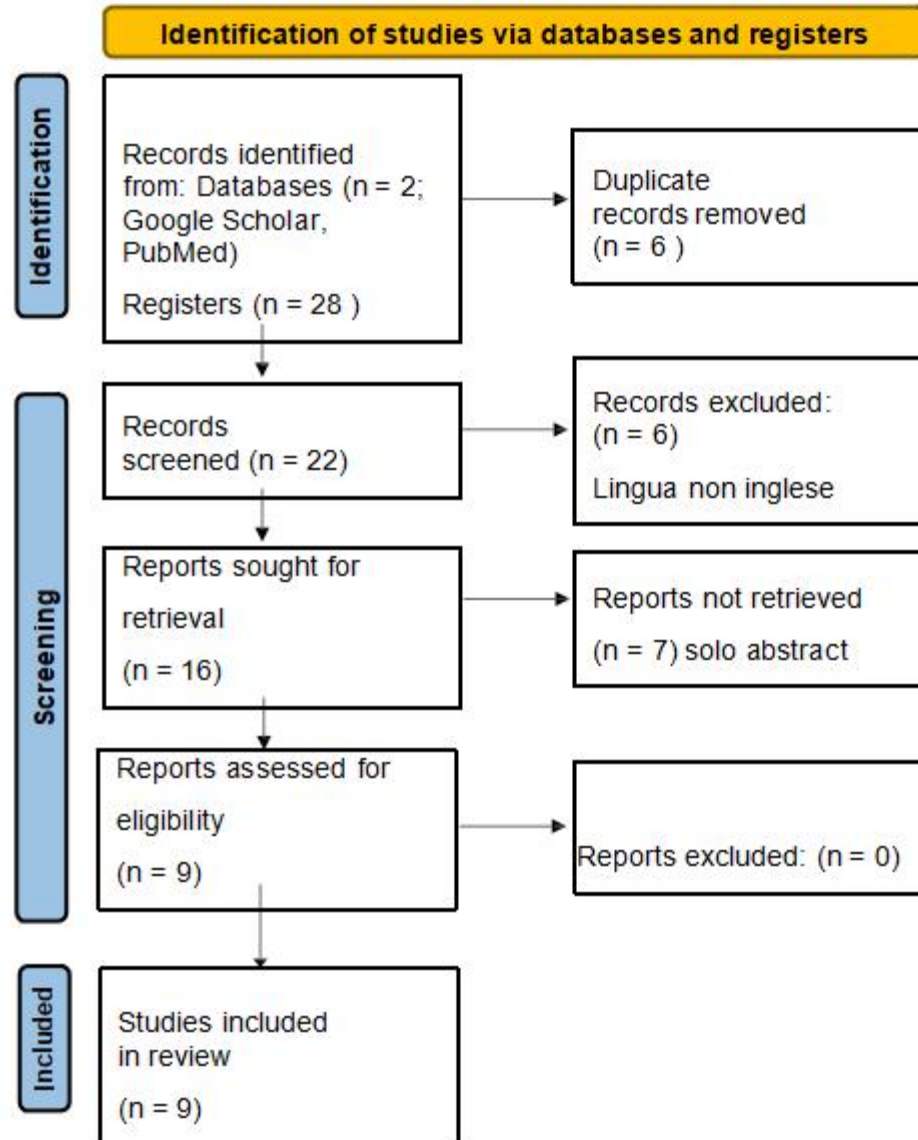 Identification of studies via databases and registers
Identification
Records identified
from: Databases (n = 2;
Google Scholar,
PubMed)
Registers (n = 28 )
Duplicate
records removed
(n = 6 )
Screening
Records
screened (n = 22)
Records excluded:
(n = 6)
Lingua non inglese
Reports sought for
retrieval
(n = 16)
Reports not retrieved
(n = 7) solo abstract
Reports assessed for
eligibility
(n = 9)
Reports excluded: (n = 0)
Included
Studies included
in review
(n = 9)